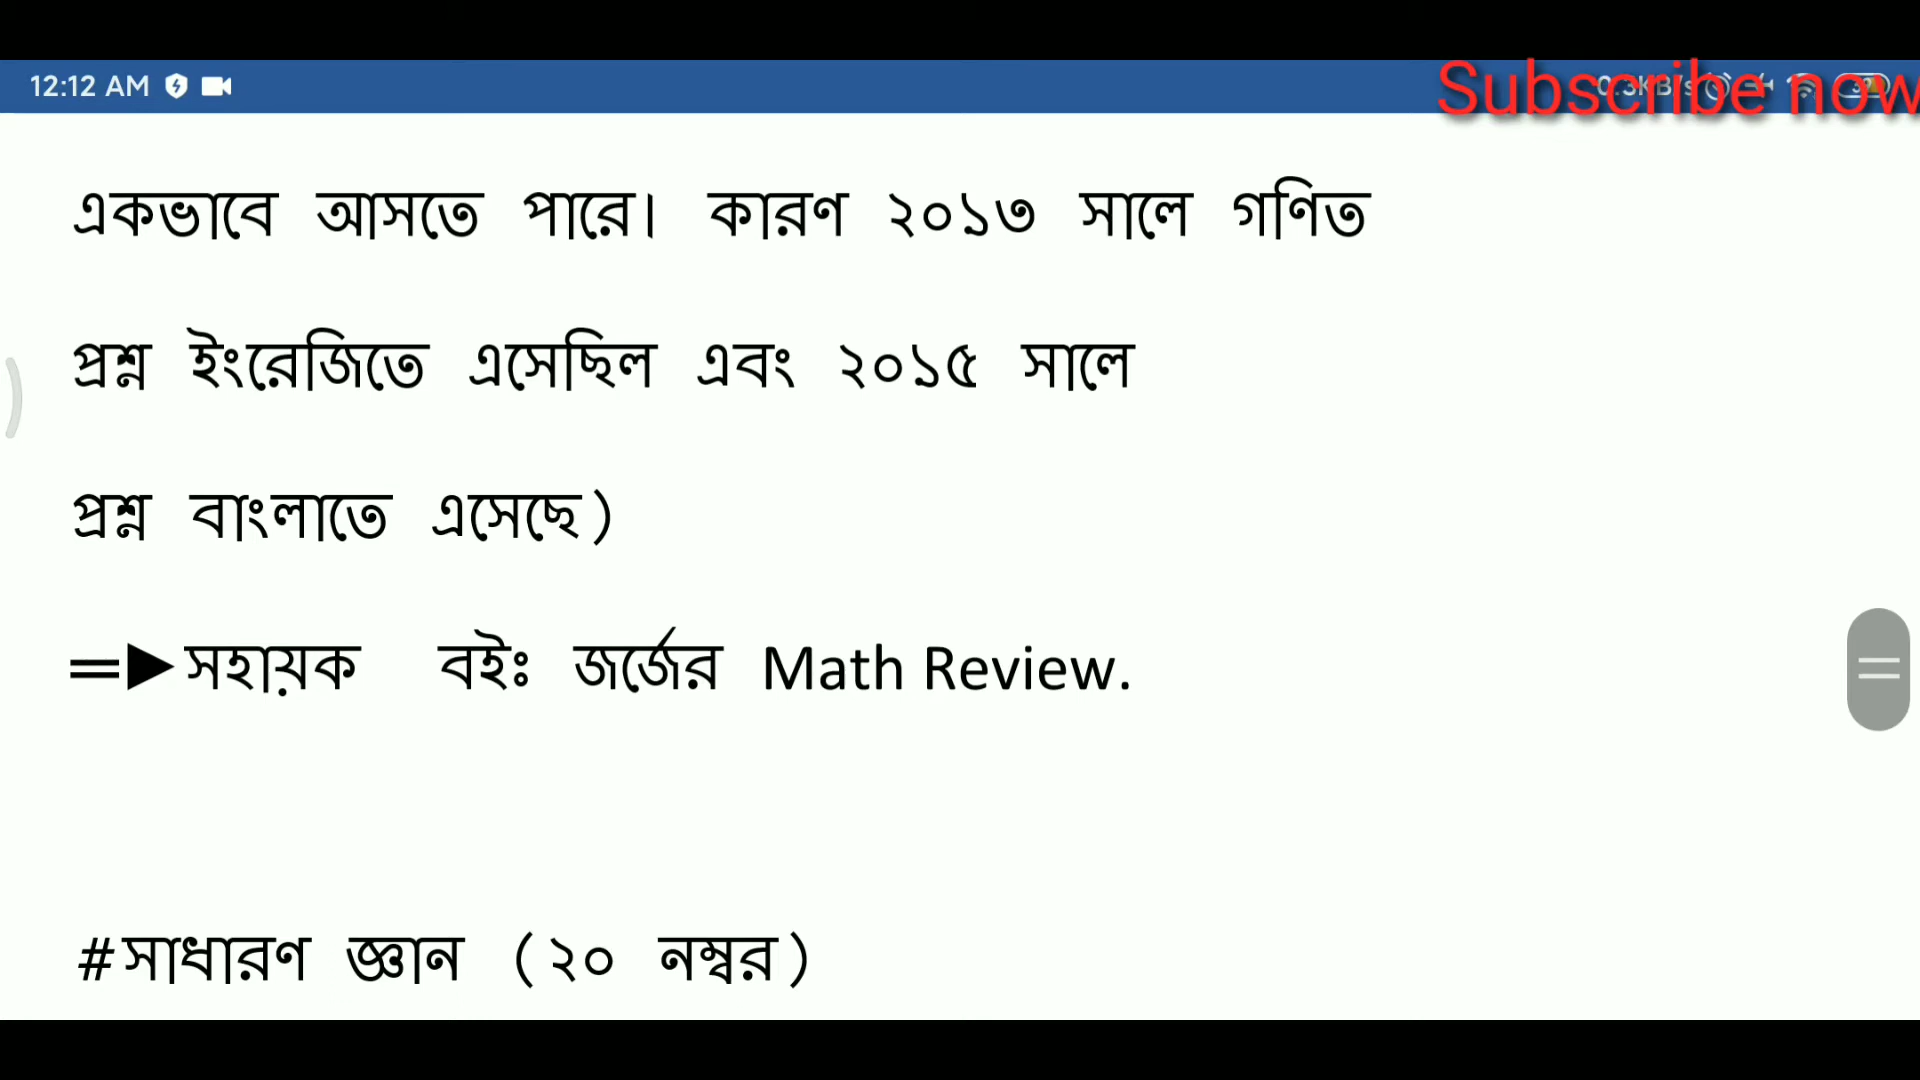 12:12 AM
Subscribe now
একভাবে আসতে পারে। কারণ ২০১৩ সালে গণিত
প্রশ্ন ইংরেজিতে এসেছিল এবং ২০১৫ সালে
প্রশ্ন বাংলাতে এসেছে)
=▶সহায়ক বইঃ জর্জের Math Review.
#সাধারণ জ্ঞান (২০ নম্বর)